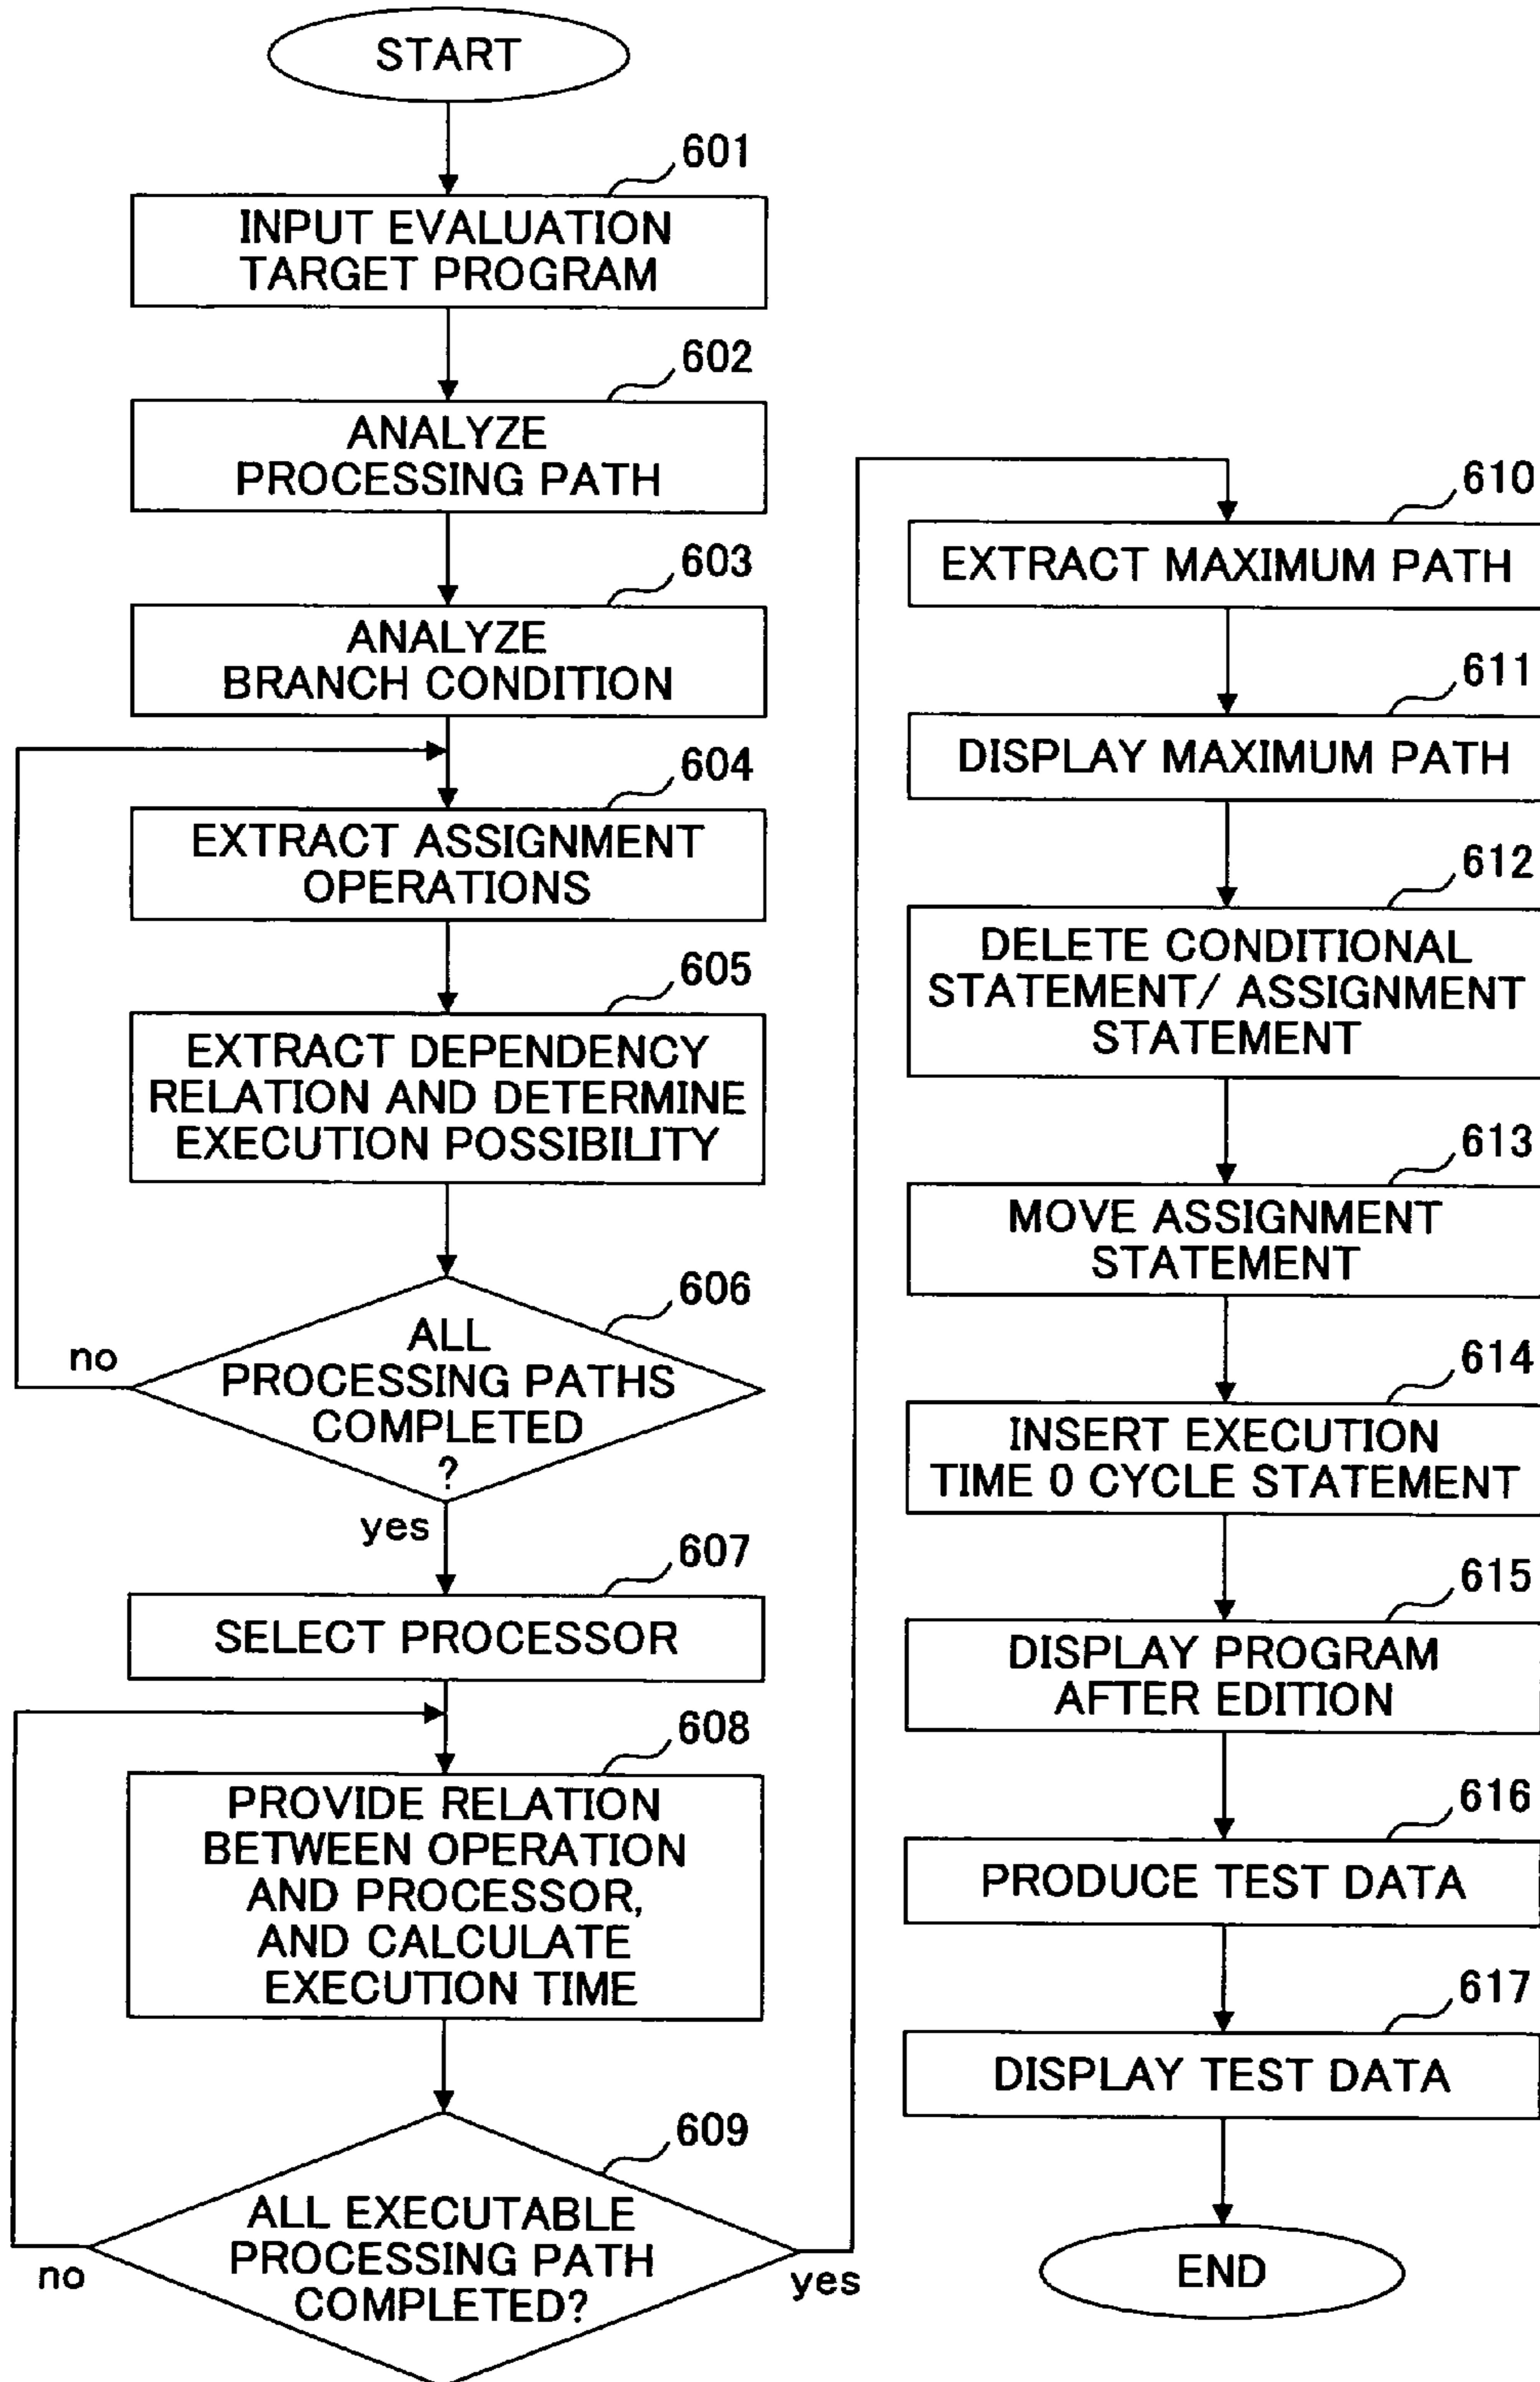 START
601
INPUT EVALUATION
TARGET PROGRAM
602
ANALYZE
PROCESSING PATH
603
ANALYZE
BRANCH CONDITION
604
EXTRACT ASSIGNMENT
OPERATIONS
605
EXTRACT DEPENDENCY
RELATION AND DETERMINE
EXECUTION POSSIBILITY
606
ALL
PROCESSING PATHS
COMPLETED
?
no
yes
607
SELECT PROCESSOR
608
PROVIDE RELATION
BETWEEN OPERATION
AND PROCESSOR,
AND CALCULATE
EXECUTION TIME
609
ALL EXECUTABLE
PROCESSING PATH
COMPLETED?
no
yes
610
EXTRACT MAXIMUM PATH
611
DISPLAY MAXIMUM PATH
612
DELETE CONDITIONAL
STATEMENT/ ASSIGNMENT
STATEMENT
613
MOVE ASSIGNMENT
STATEMENT
614
INSERT EXECUTION
TIME 0 CYCLE STATEMENT
615
DISPLAY PROGRAM
AFTER EDITION
616
PRODUCE TEST DATA
617
DISPLAY TEST DATA
END